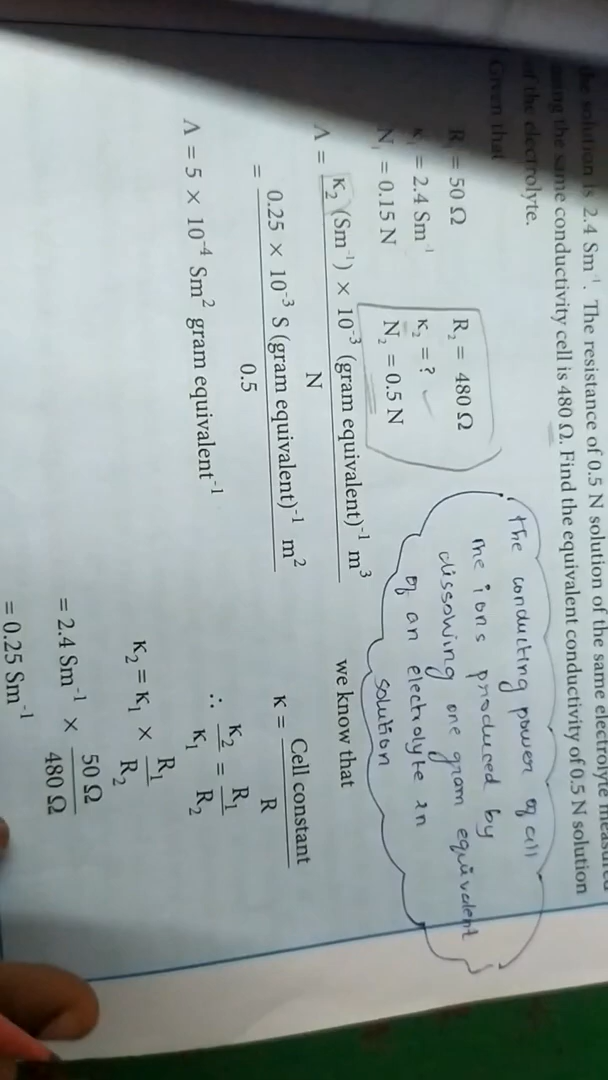 the solution is 2.4 Sm⁻¹. The resistance of 0.5 N solution of the same electrolyte measured
using the same conductivity cell is 480 Ω. Find the equivalent conductivity of 0.5 N solution
of the electrolyte.
Given that
R₁ = 50 Ω R₂ = 480 Ω
κ₁ = 2.4 Sm⁻¹ κ₂ = ? ✓
N₁ = 0.15 N N₂ = 0.5 N
The conducting power of all
the ions produced by
dissowing one gram equivalent
of an electrolyte in
solution
Λ = κ₂ (Sm⁻¹) × 10⁻³ (gram equivalent)⁻¹ m³ / N
= 0.25 × 10⁻³ S (gram equivalent)⁻¹ m² / 0.5
Λ = 5 × 10⁻⁴ Sm² gram equivalent⁻¹
we know that
κ = Cell constant / R
∴ κ₂ / κ₁ = R₁ / R₂
κ₂ = κ₁ × R₁ / R₂
= 2.4 Sm⁻¹ × 50 Ω / 480 Ω
= 0.25 Sm⁻¹